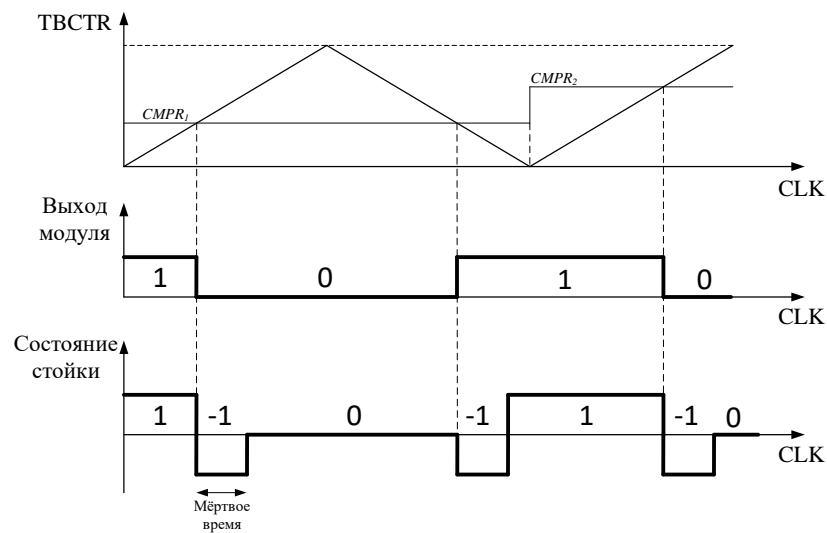 TBCTR
CMPR₁
CMPR₂
CLK
Выход
модуля
1 0 1 0
CLK
Состояние
стойки
1 -1 0 -1 1 -1 0
CLK
Мёртвое
время